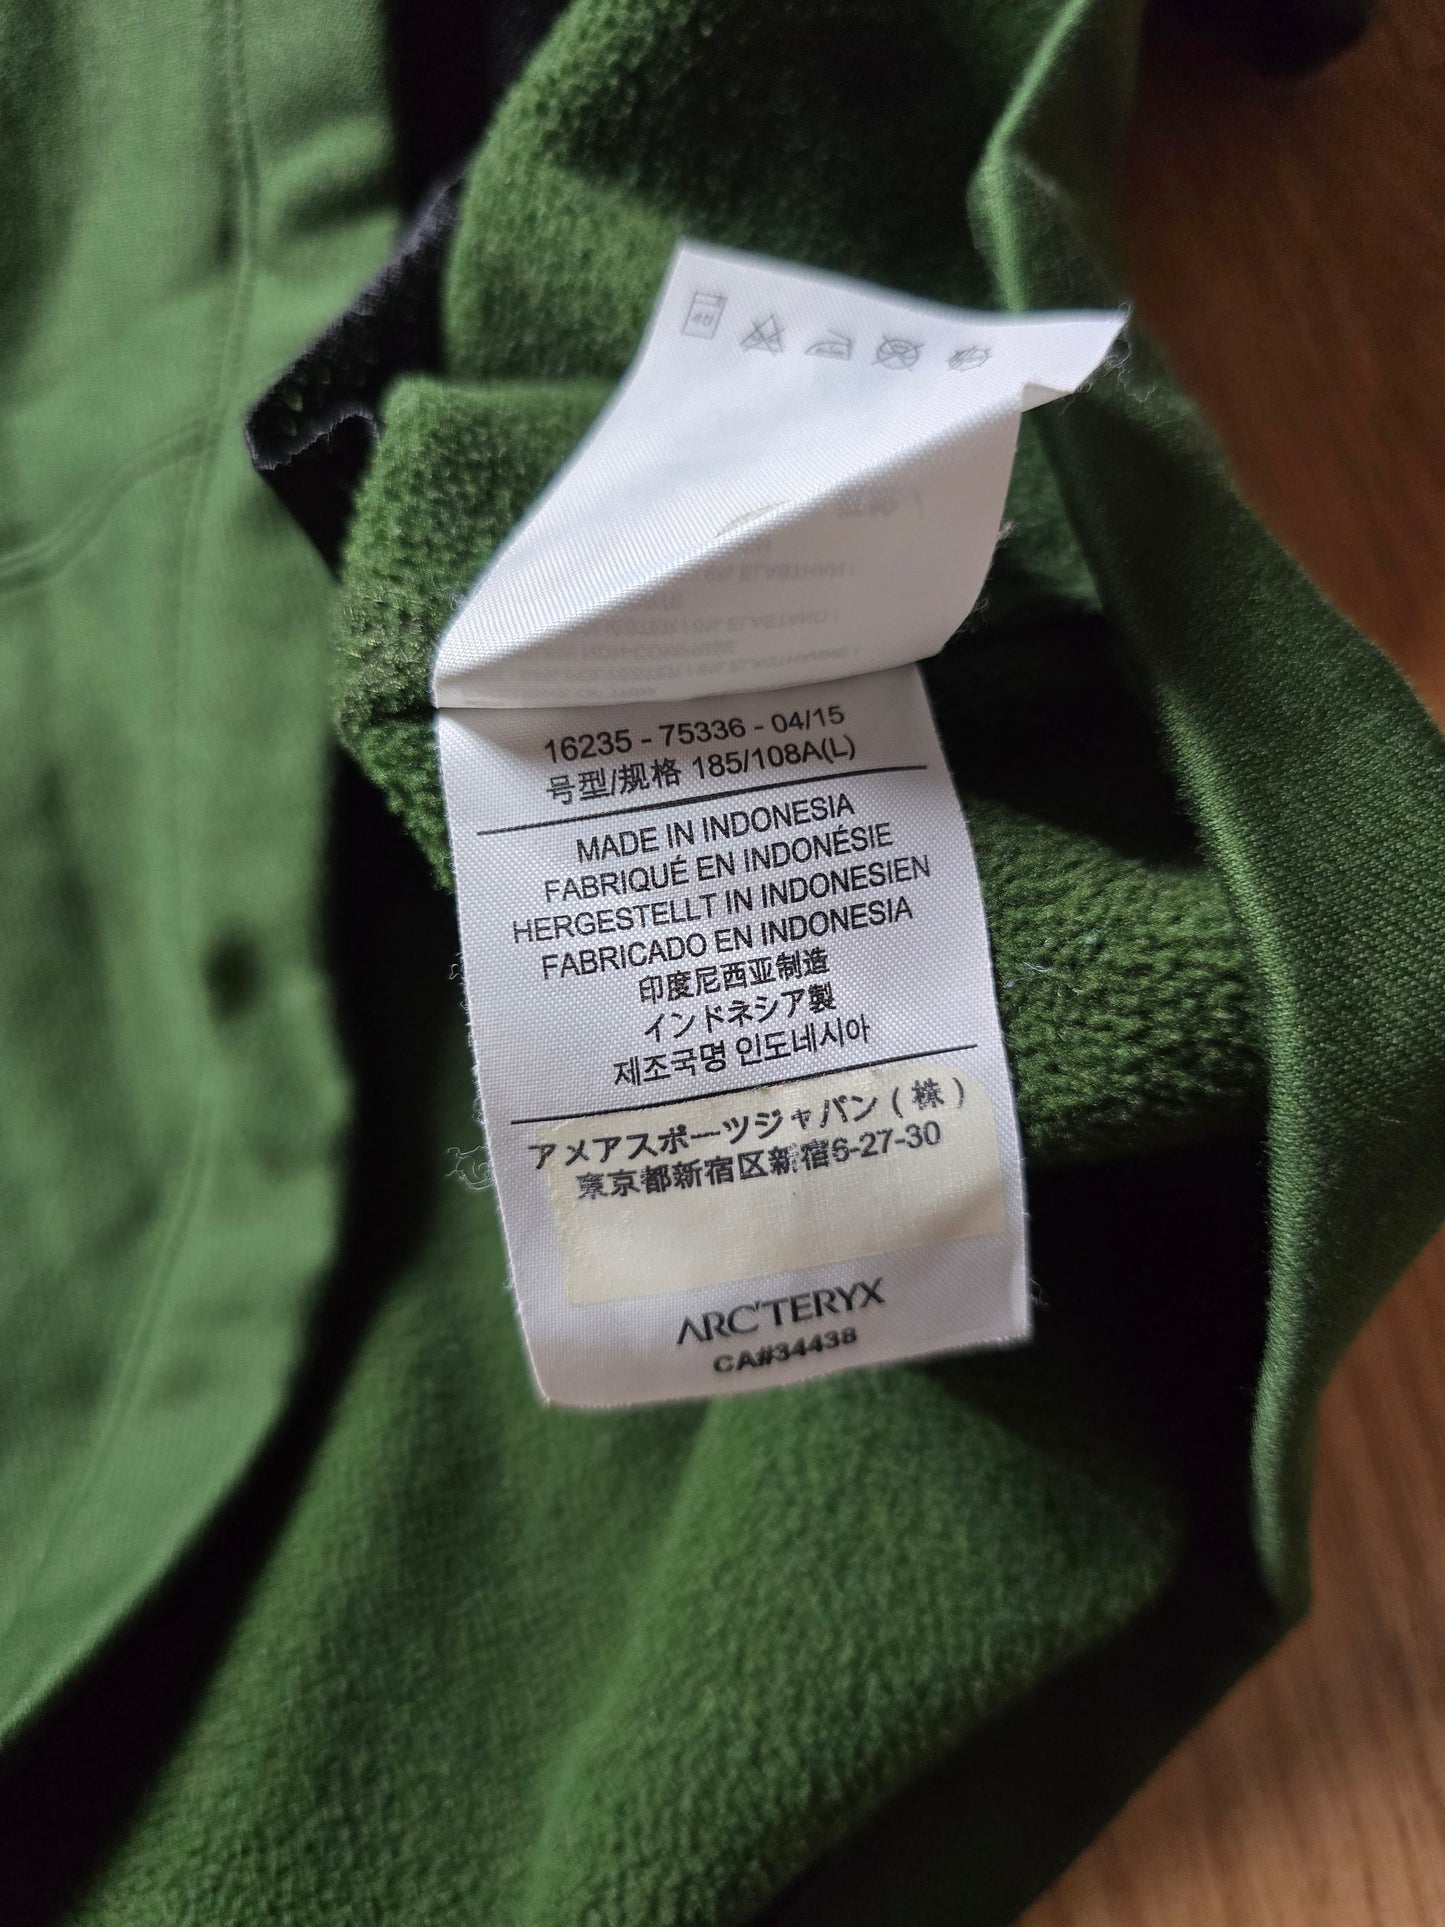 40
16235 - 75336 - 04/15
号型/规格 185/108A(L)
MADE IN INDONESIA
FABRIQUÉ EN INDONÉSIE
HERGESTELLT IN INDONESIEN
FABRICADO EN INDONESIA
印度尼西亚制造
インドネシア製
제조국명 인도네시아
アメアスポーツジャパン(株)
東京都新宿区新宿6-27-30
ARC'TERYX
CA#34438